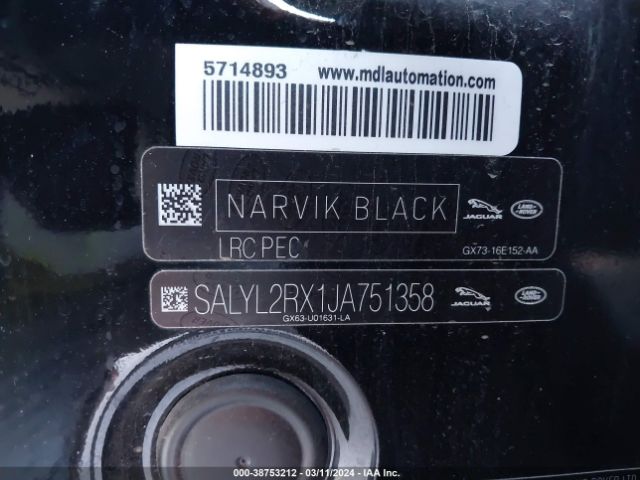 5714893 www.mdlautomation.com
NARVIK BLACK
JAGUAR LAND ROVER
LRC PEC GX73-16E152-AA
SALYL2RX1JA751358
JAGUAR LAND ROVER
GX63-U01631-LA
000-38753212 - 03/11/2024 - IAA Inc.